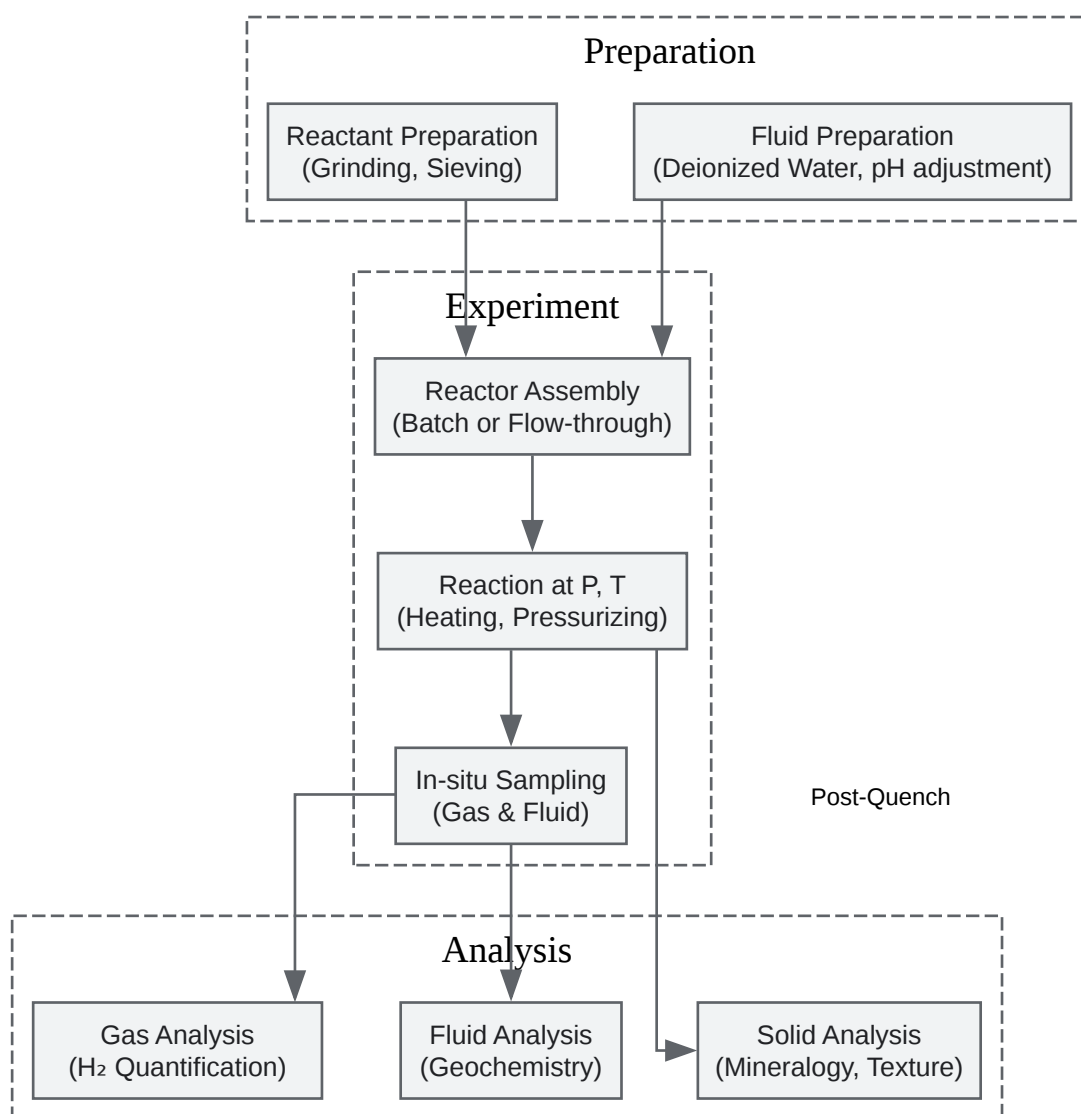 Preparation
Reactant Preparation
(Grinding, Sieving)
Fluid Preparation
(Deionized Water, pH adjustment)
Experiment
Reactor Assembly
(Batch or Flow-through)
Reaction at P, T
(Heating, Pressurizing)
In-situ Sampling
(Gas & Fluid)
Post-Quench
Analysis
Gas Analysis
(H₂ Quantification)
Fluid Analysis
(Geochemistry)
Solid Analysis
(Mineralogy, Texture)